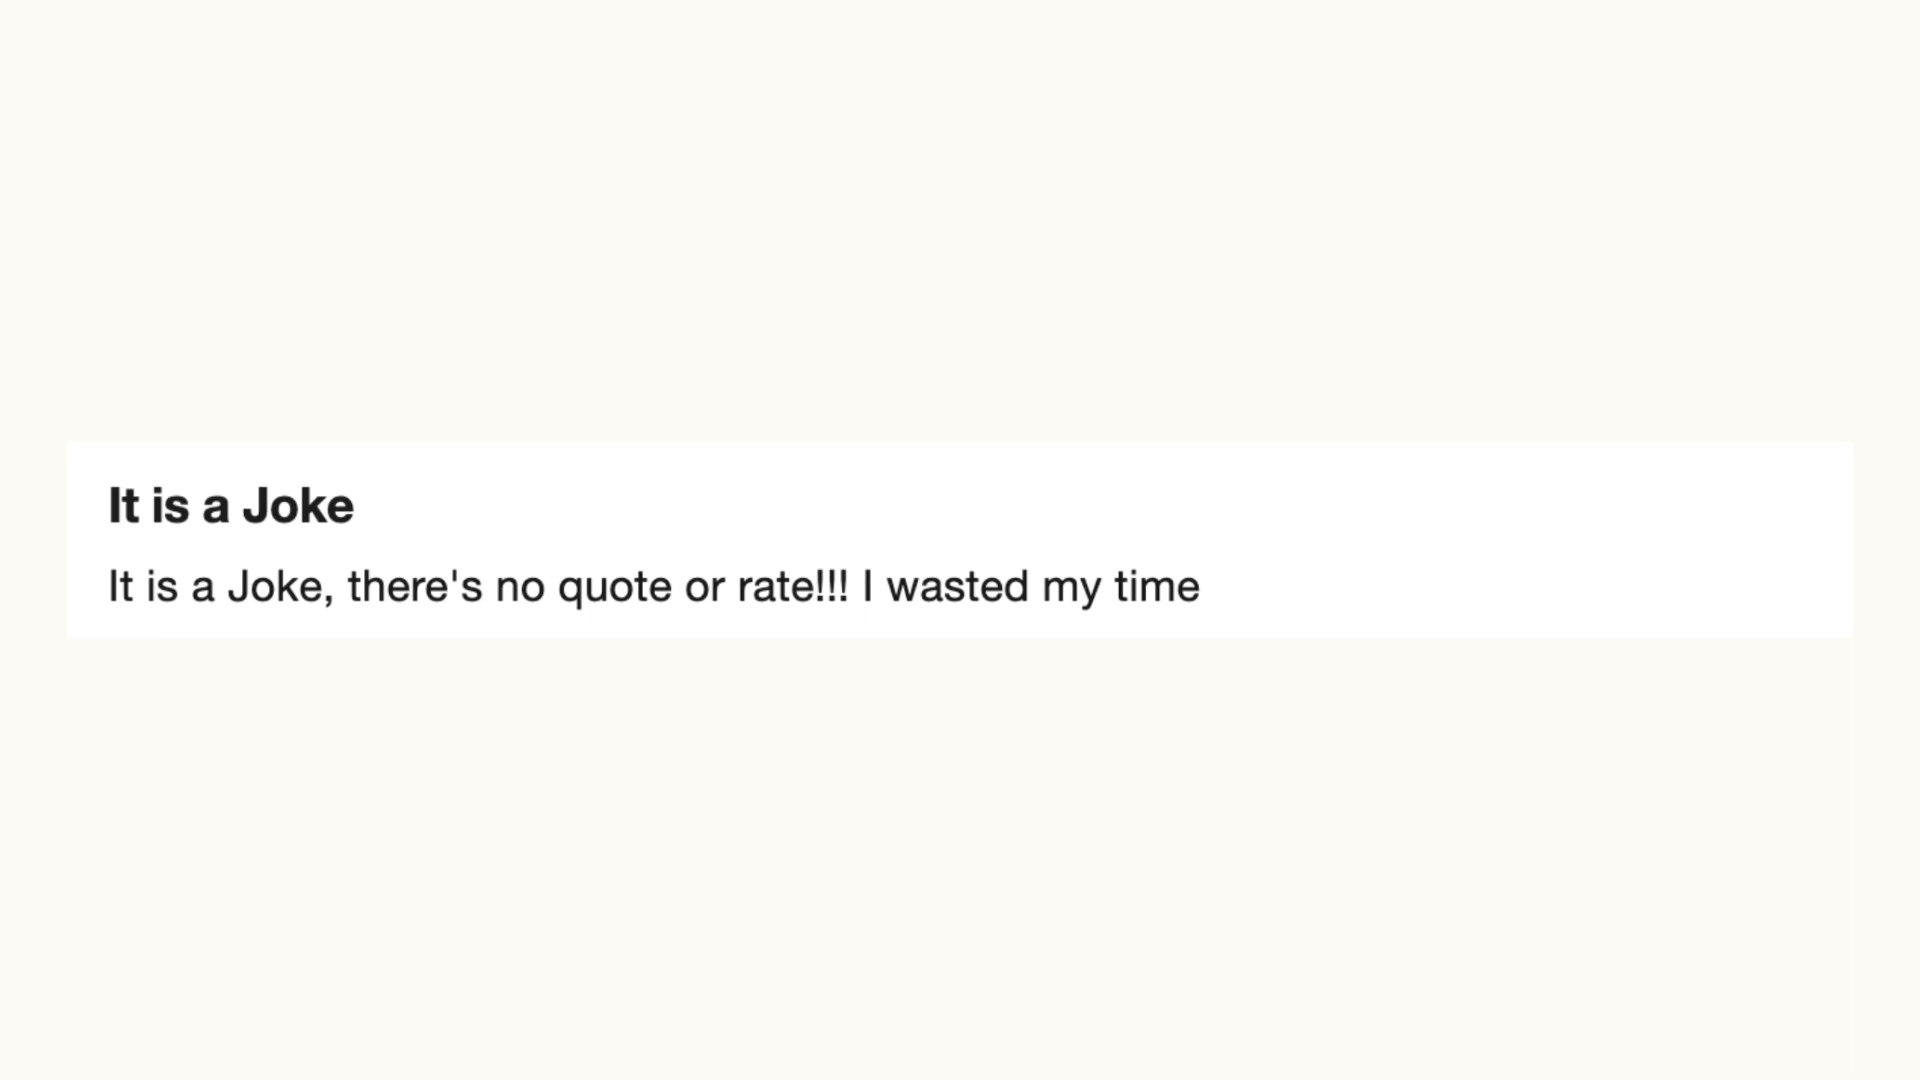 It is a Joke
It is a Joke, there's no quote or rate!!! I wasted my time